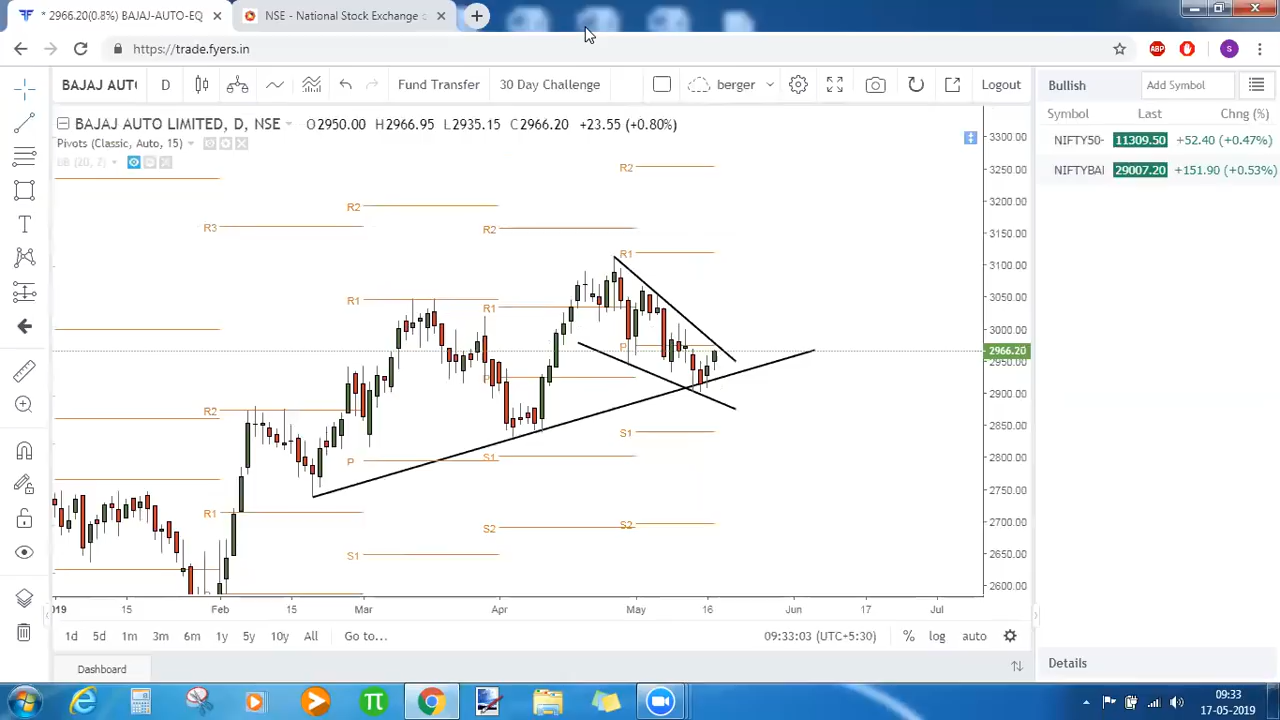 * 2966.20(0.8%) BAJAJ-AUTO-EQ
NSE - National Stock Exchange o
https://trade.fyers.in
ABP
S
BAJAJ AUT
D
Fund Transfer
30 Day Challenge
berger
Logout
Bullish
Add Symbol
BAJAJ AUTO LIMITED, D, NSE
O2950.00 H2966.95 L2935.15 C2966.20 +23.55 (+0.80%)
Pivots (Classic, Auto, 15)
BB (20, 2)
Symbol Last Chng (%)
NIFTY50- 11309.50 +52.40 (+0.47%)
NIFTYBA 29007.20 +151.90 (+0.53%)
3300.00
3250.00
3200.00
3150.00
3100.00
3050.00
3000.00
2966.20
2950.00
2900.00
2850.00
2800.00
2750.00
2700.00
2650.00
2600.00
R3
R2
R1
R2
R1
P
S1
R2
R1
P
S1
S2
R2
R1
P
S1
S2
2019 15 Feb 15 Mar Apr May 16 Jun 17 Jul
1d 5d 1m 3m 6m 1y 5y 10y All Go to...
09:33:03 (UTC+5:30) % log auto
Dashboard
Details
09:33
17-05-2019